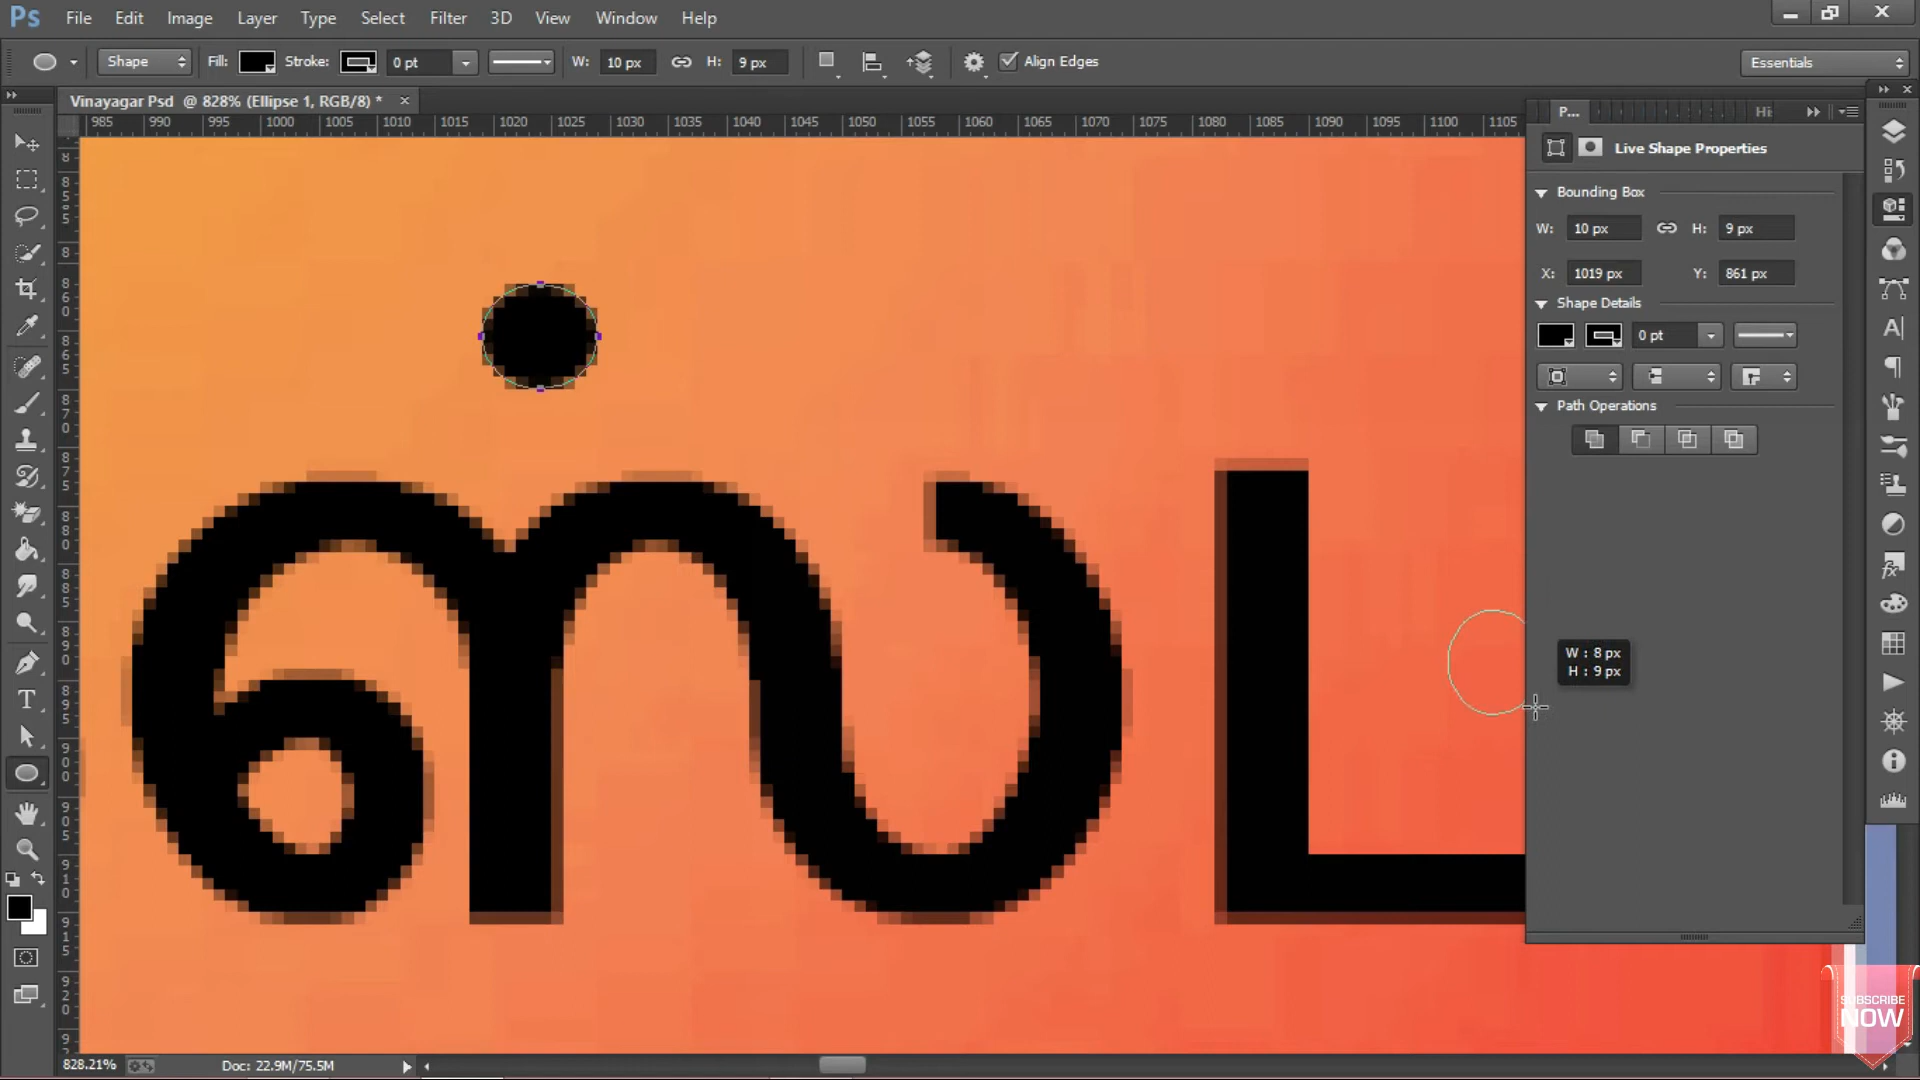 Ps File Edit Image Layer Type Select Filter 3D View Window Help
Shape Fill: Stroke: 0 pt W: 10 px H: 9 px Align Edges Essentials
Vinayagar Psd @ 828% (Ellipse 1, RGB/8) * ×
985 990 995 1000 1005 1010 1015 1020 1025 1030 1035 1040 1045 1050 1055 1060 1065 1070 1075 1080 1085 1090 1095 1100 1105
P... Hi
Live Shape Properties
Bounding Box
W: 10 px H: 9 px
X: 1019 px Y: 861 px
Shape Details
0 pt
Path Operations
W : 8 px
H : 9 px
SUBSCRIBE
NOW
828.21% Doc: 22.9M/75.5M